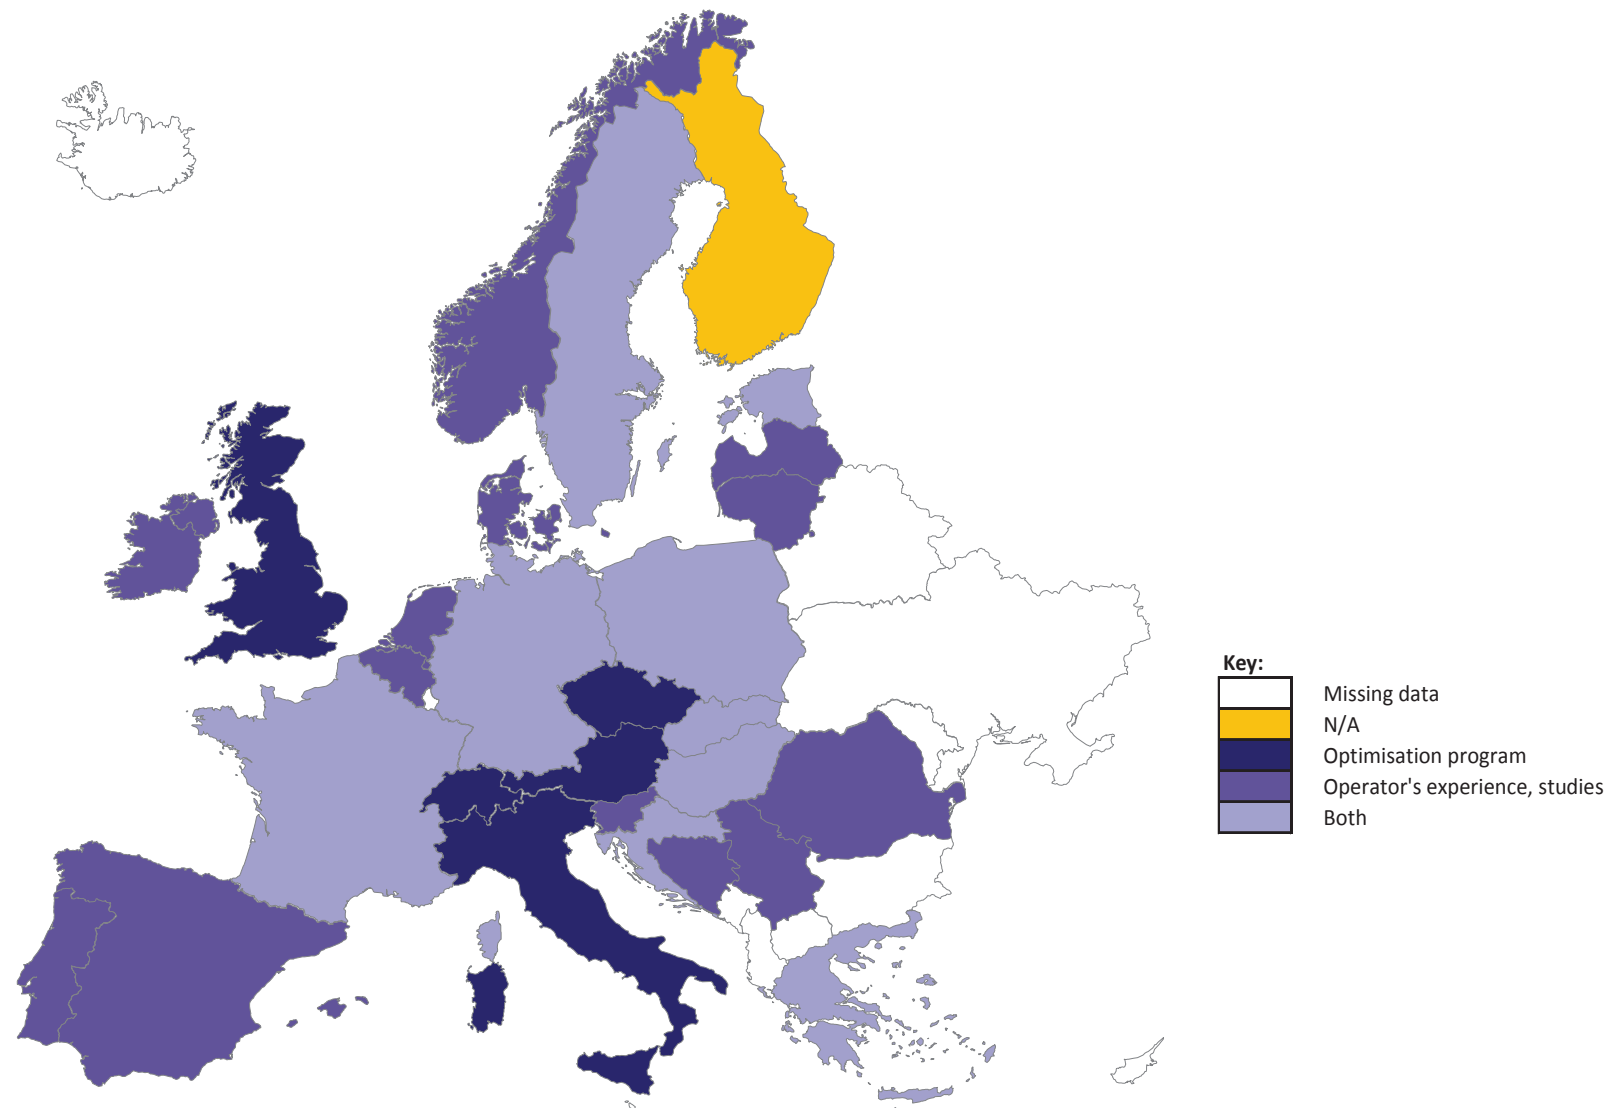 Key:
Missing data
N/A
Optimisation program
Operator's experience, studies
Both